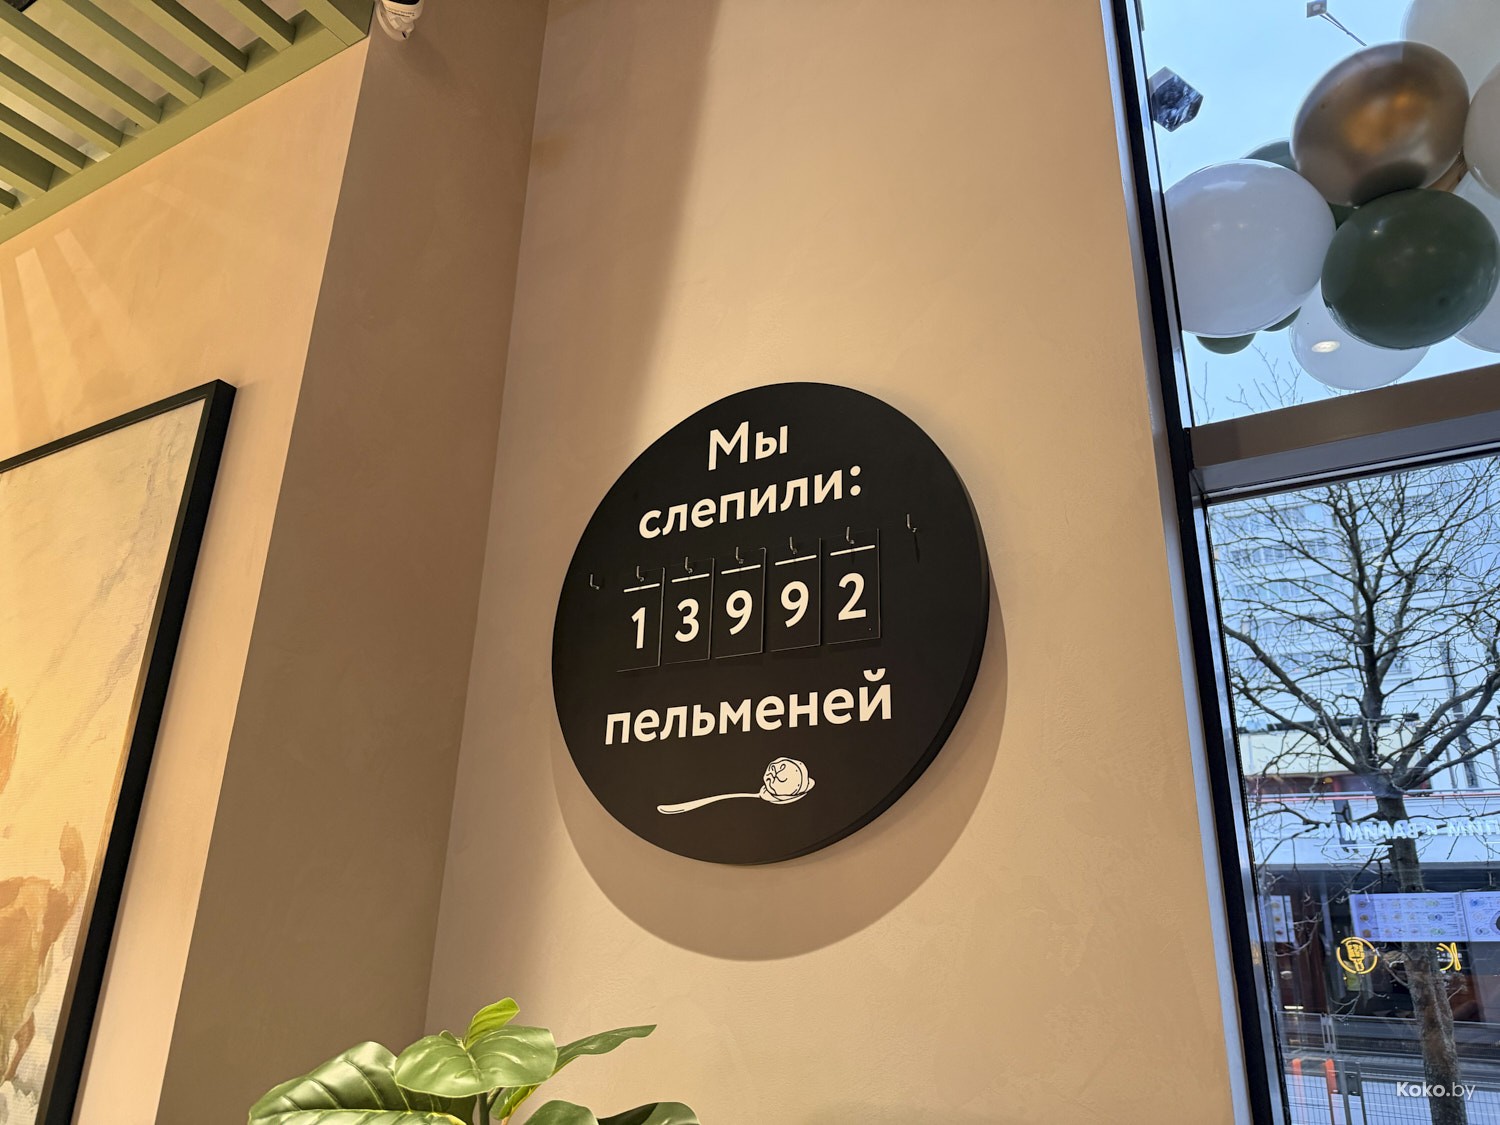 Мы
слепили:
13992
пельменей
Koko.by